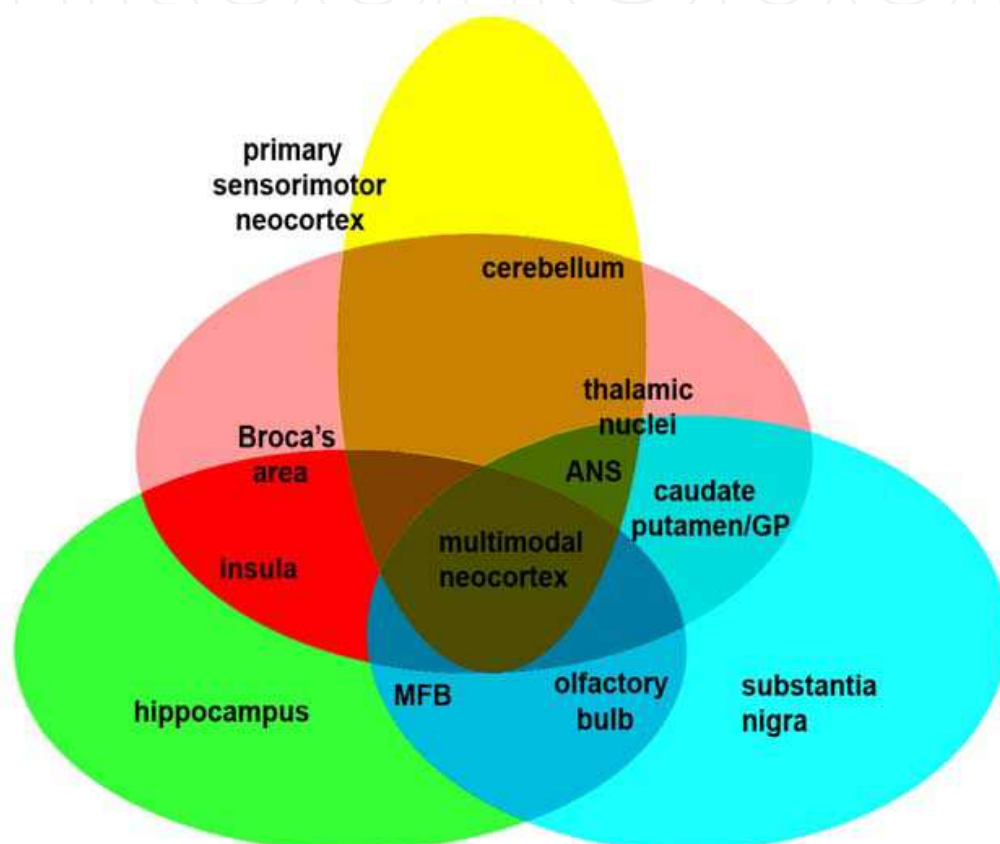 primary
sensorimotor
neocortex
cerebellum
thalamic
nuclei
Broca's
area
ANS
caudate
putamen/GP
multimodal
neocortex
insula
hippocampus
MFB
olfactory
bulb
substantia
nigra